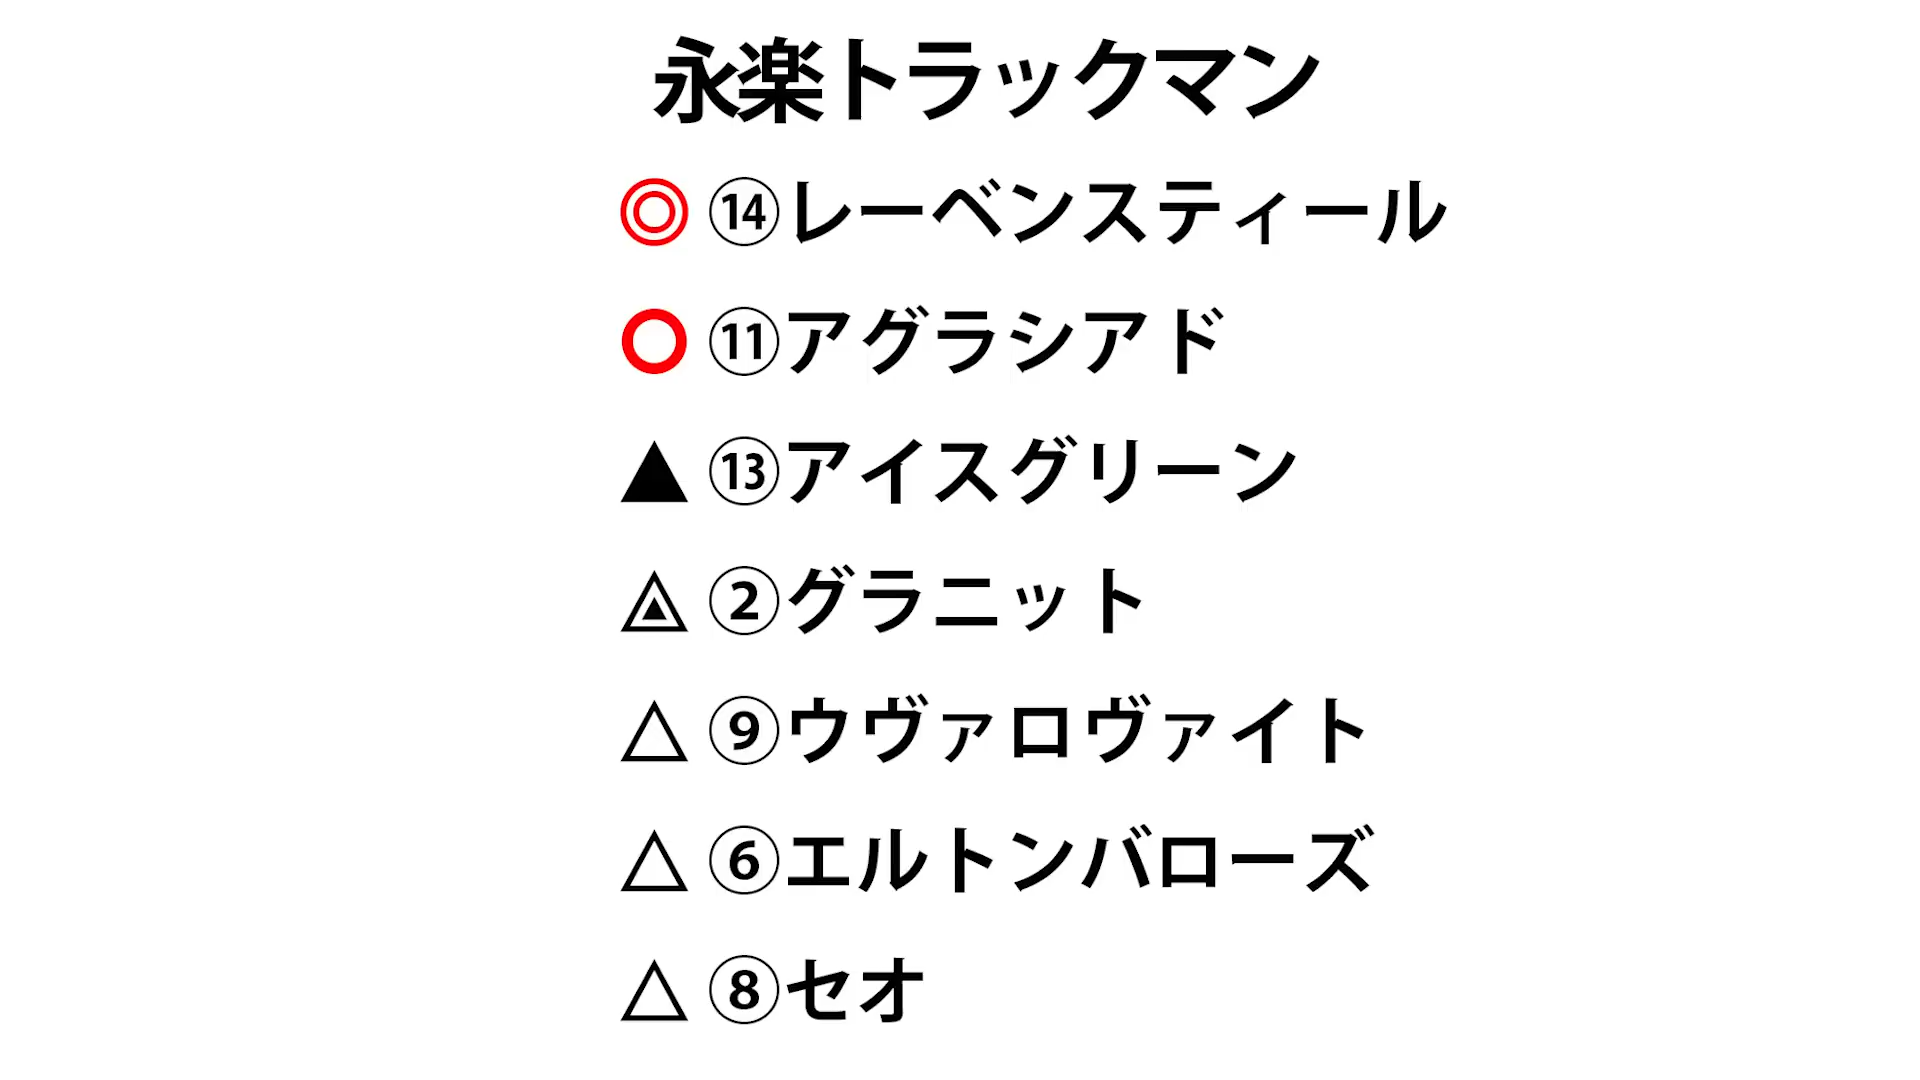 永楽トラックマン
◎ ⑭レーベンスティール
○ ⑪アグラシアド
▲ ⑬アイスグリーン
◬ ②グラニット
△ ⑨ウヴァロヴァイト
△ ⑥エルトンバローズ
△ ⑧セオ